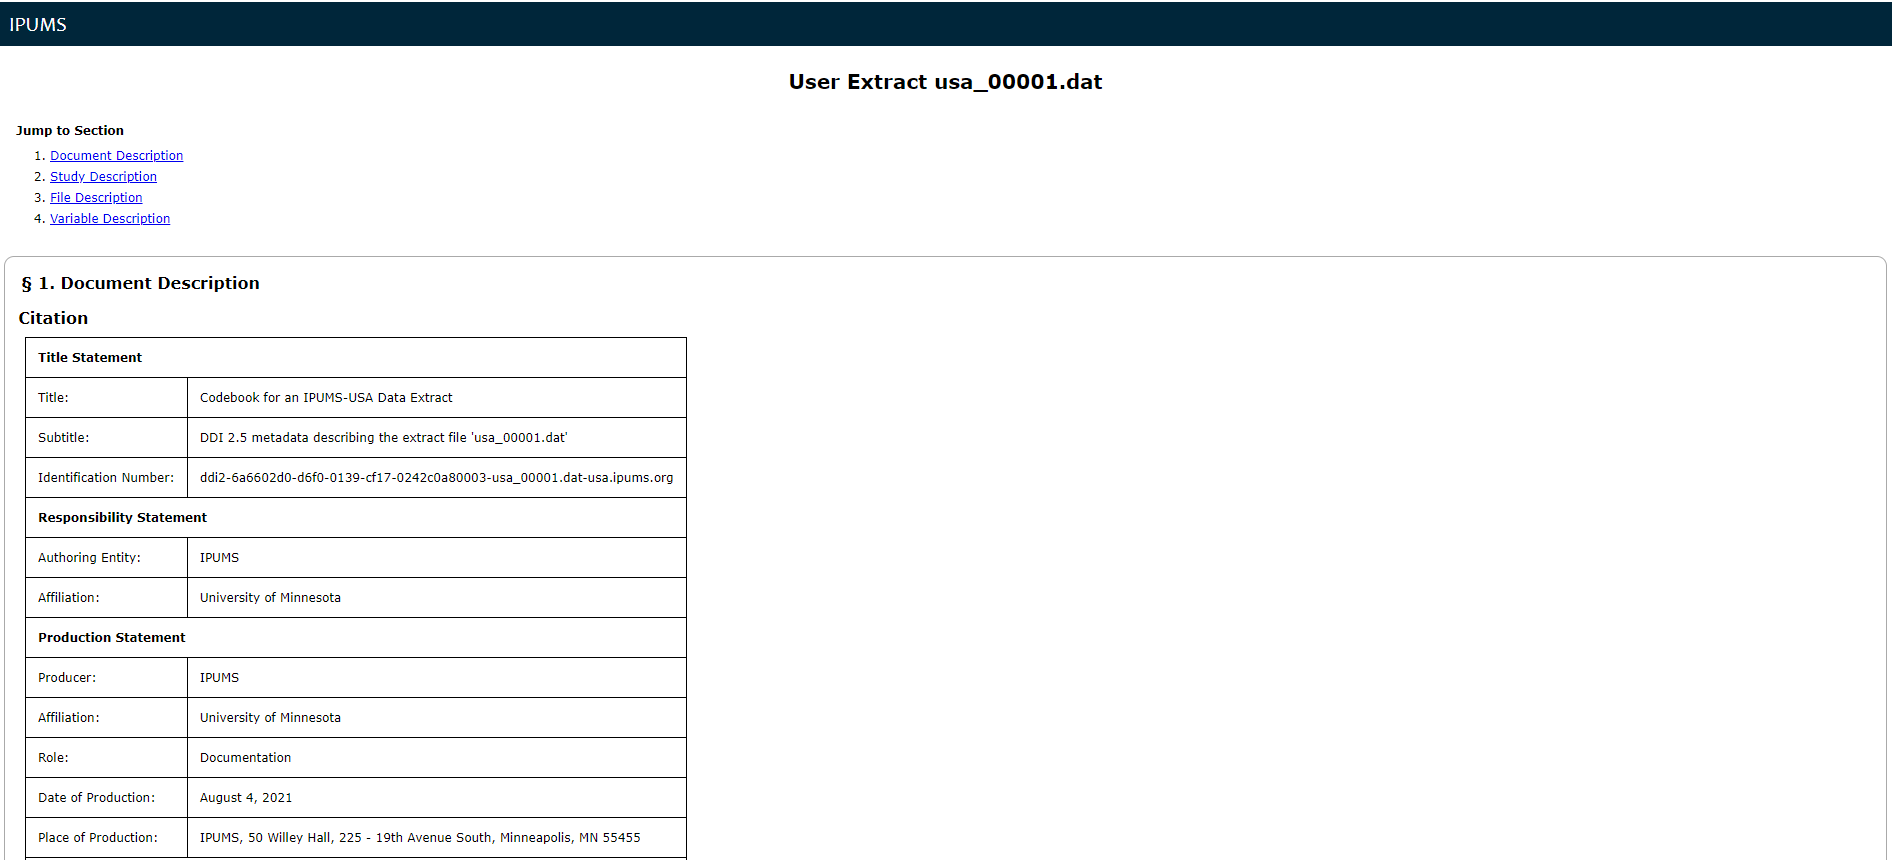 IPUMS
User Extract usa_00001.dat
Jump to Section
1. Document Description
2. Study Description
3. File Description
4. Variable Description
§ 1. Document Description
Citation
Title Statement
Title: Codebook for an IPUMS-USA Data Extract
Subtitle: DDI 2.5 metadata describing the extract file 'usa_00001.dat'
Identification Number: ddi2-6a6602d0-d6f0-0139-cf17-0242c0a80003-usa_00001.dat-usa.ipums.org
Responsibility Statement
Authoring Entity: IPUMS
Affiliation: University of Minnesota
Production Statement
Producer: IPUMS
Affiliation: University of Minnesota
Role: Documentation
Date of Production: August 4, 2021
Place of Production: IPUMS, 50 Willey Hall, 225 - 19th Avenue South, Minneapolis, MN 55455